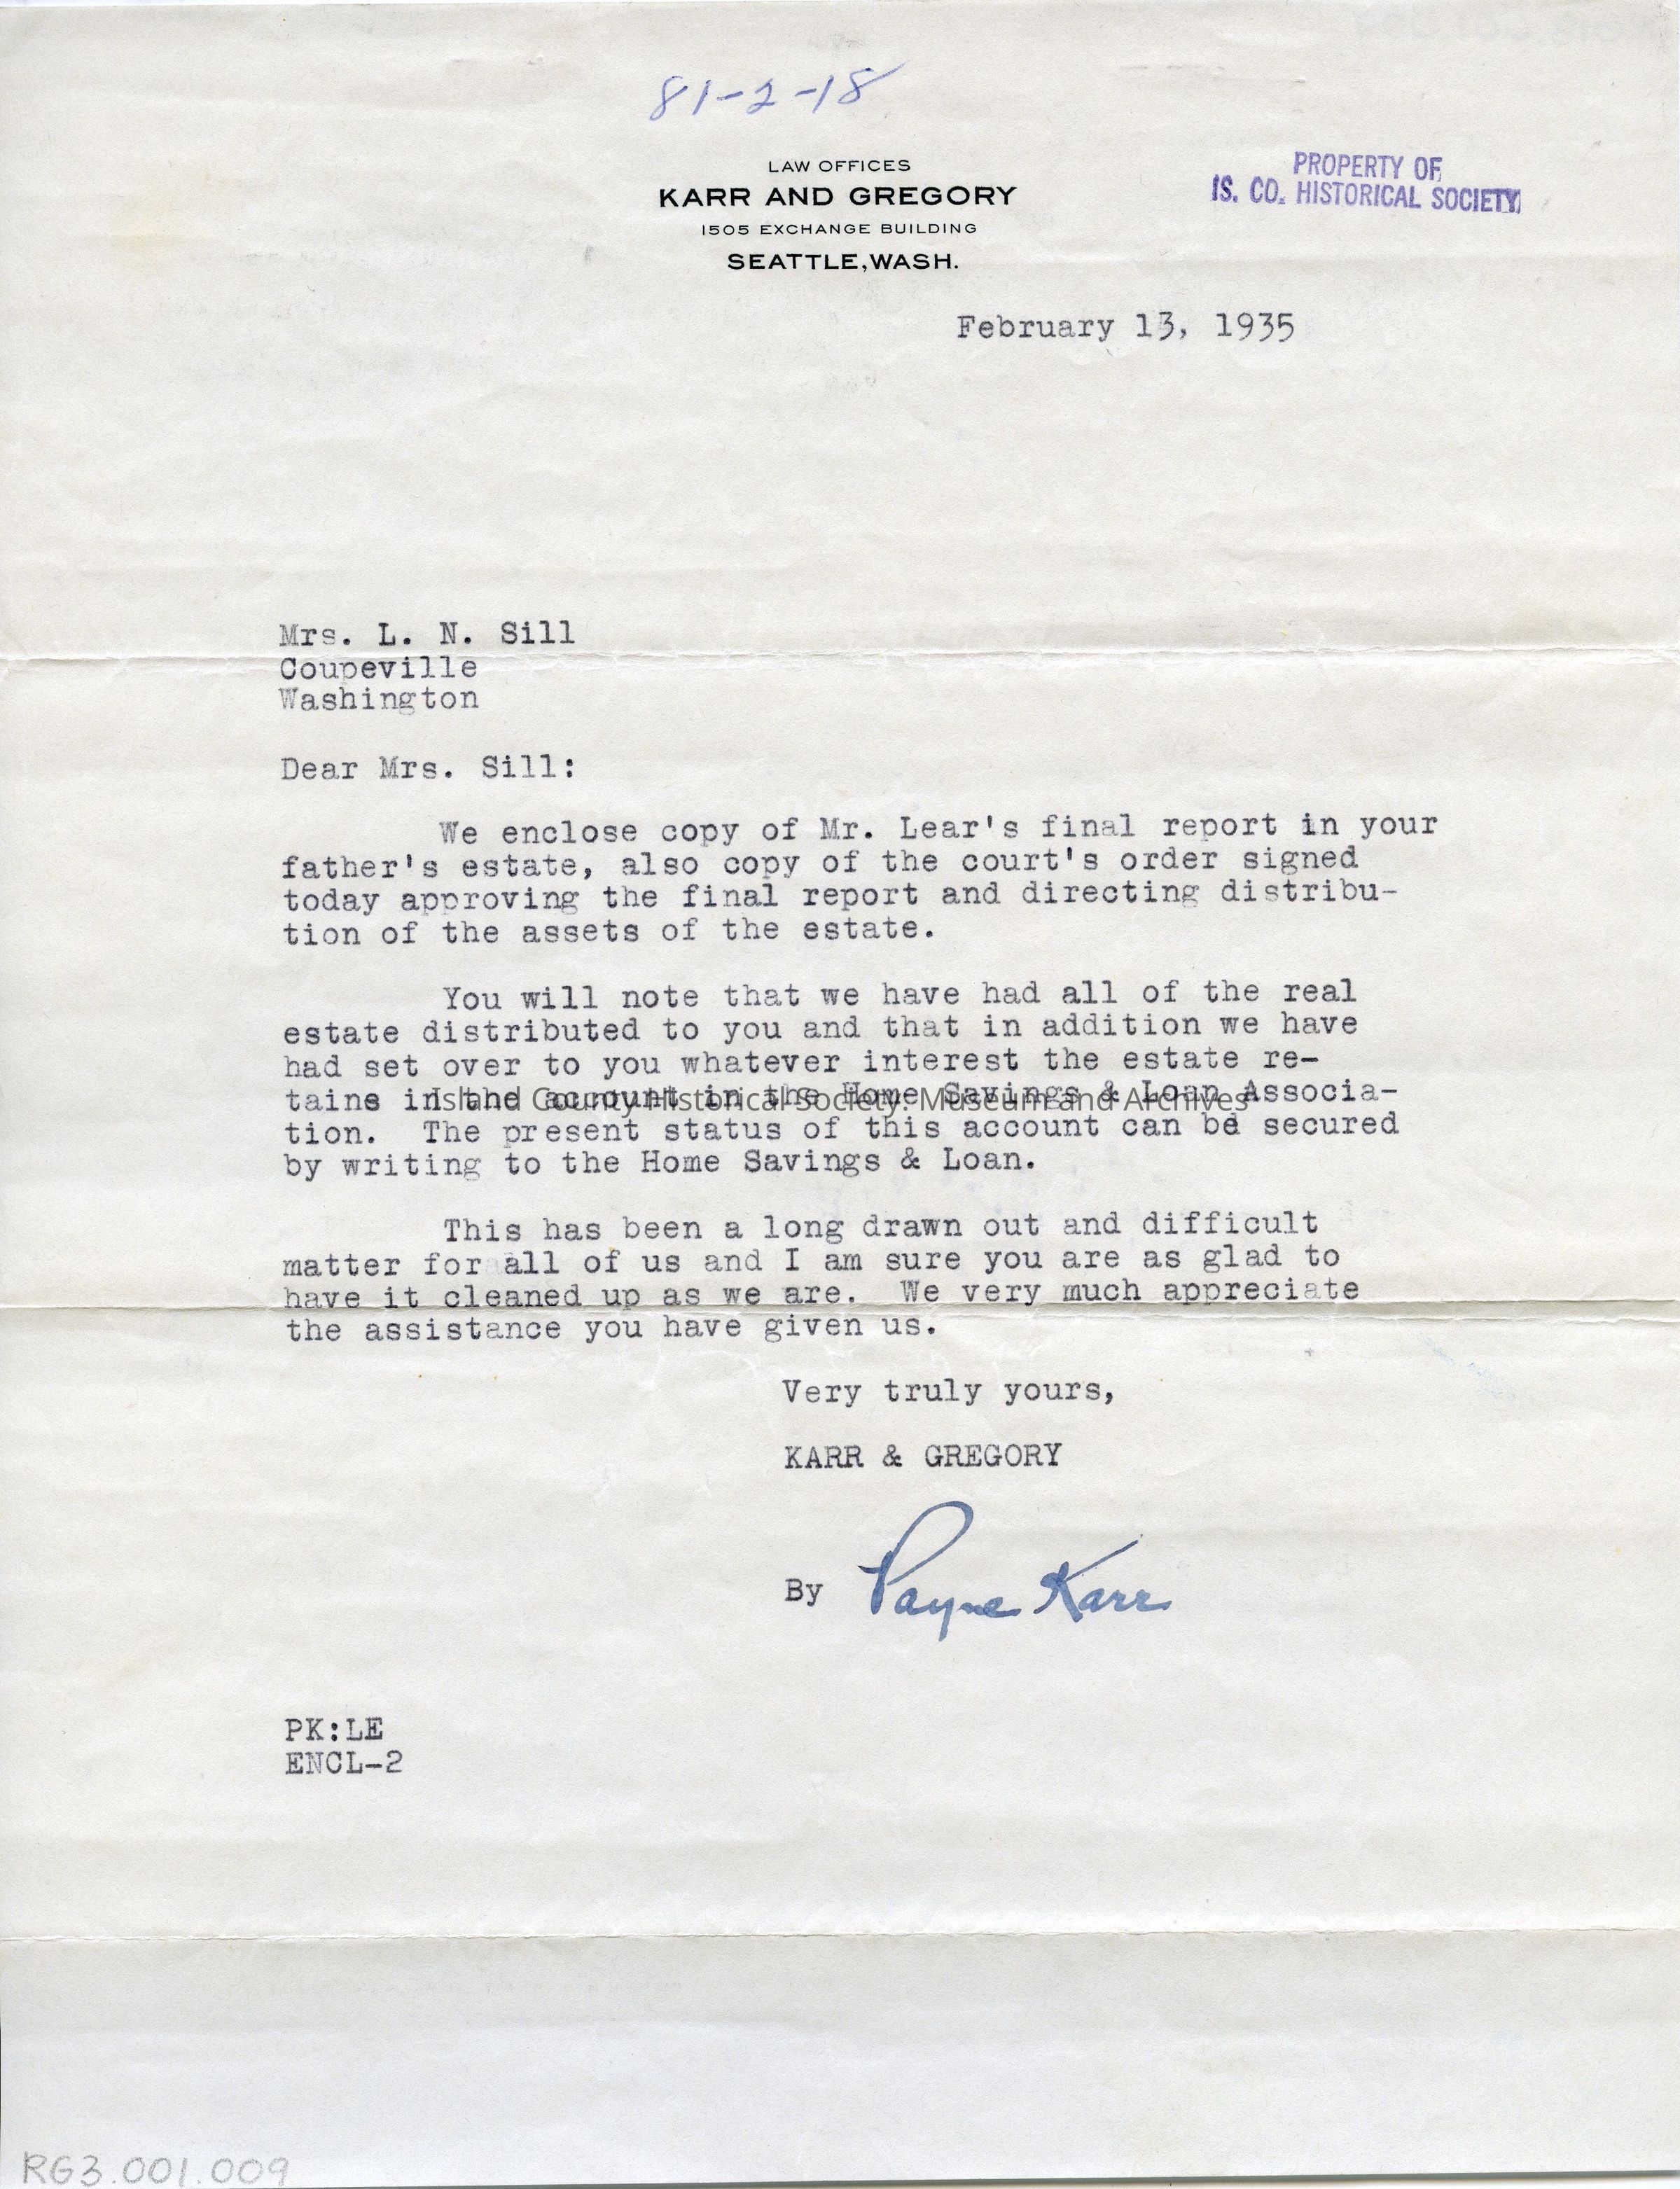 81-2-18
LAW OFFICES
KARR AND GREGORY
1505 EXCHANGE BUILDING
SEATTLE, WASH.
PROPERTY OF
IS. CO. HISTORICAL SOCIETY
February 13, 1935
Mrs. L. N. Sill
Coupeville
Washington
Dear Mrs. Sill:
We enclose copy of Mr. Lear's final report in your
father's estate, also copy of the court's order signed
today approving the final report and directing distribu-
tion of the assets of the estate.
You will note that we have had all of the real
estate distributed to you and that in addition we have
had set over to you whatever interest the estate re-
tains in the account in the Home Savings & Loan Associa-
Island County Historical Society: Museum and Archives
tion. The present status of this account can be secured
by writing to the Home Savings & Loan.
This has been a long drawn out and difficult
matter for all of us and I am sure you are as glad to
have it cleaned up as we are. We very much appreciate
the assistance you have given us.
Very truly yours,
KARR & GREGORY
By Payne Karr
PK:LE
ENCL-2
RG3.001.009